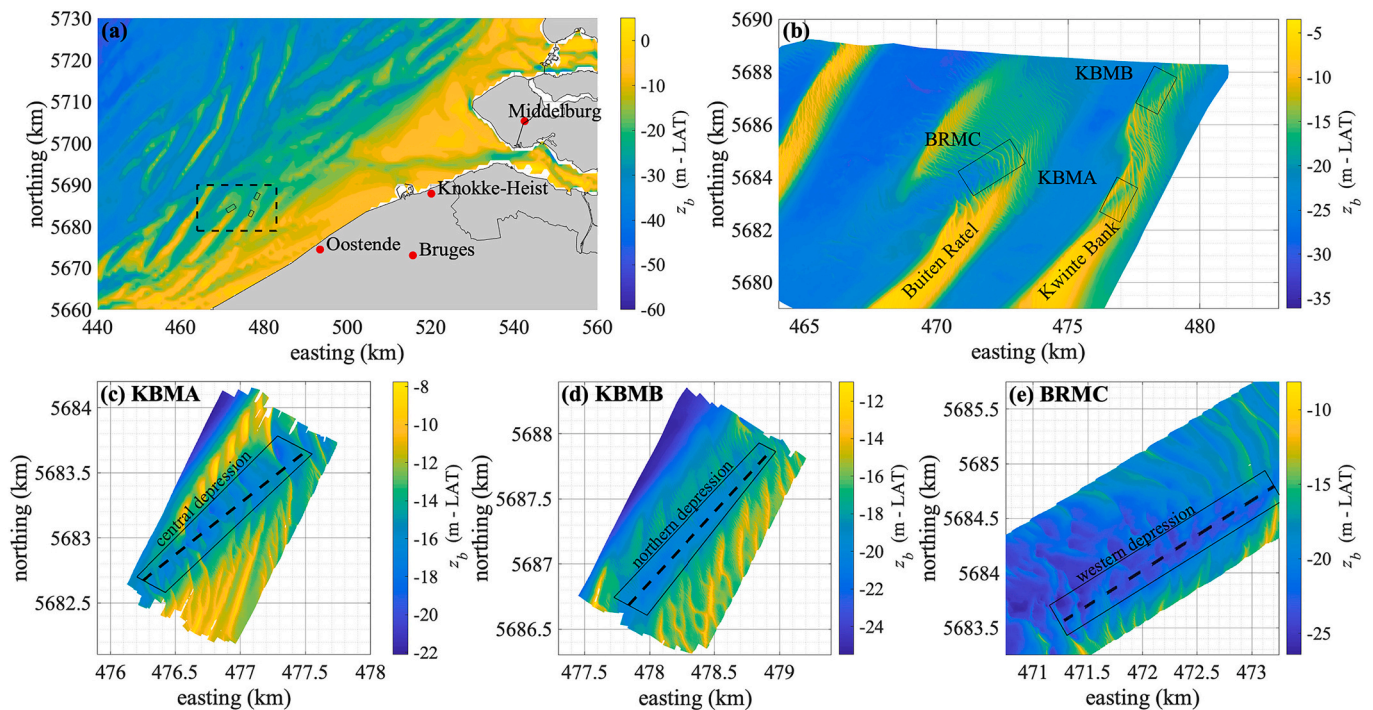 (a)
5730
5720
5710
5700
5690
5680
5670
5660
northing (km)
440
460
480
500
520
540
560
easting (km)
Middelburg
Knokke-Heist
Oostende
Bruges
0
-10
-20
-30
-40
-50
-60
z_b (m - LAT)
(b)
5690
5688
5686
5684
5682
5680
northing (km)
465
470
475
480
easting (km)
KBMB
BRMC
KBMA
Buiten Ratel
Kwinte Bank
-5
-10
-15
-20
-25
-30
-35
z_b (m - LAT)
(c) KBMA
5684
5683.5
5683
5682.5
northing (km)
476
476.5
477
477.5
478
easting (km)
central depression
-8
-10
-12
-14
-16
-18
-20
-22
z_b (m - LAT)
(d) KBMB
5688
5687.5
5687
5686.5
northing (km)
477.5
478
478.5
479
easting (km)
northern depression
-12
-14
-16
-18
-20
-22
-24
z_b (m - LAT)
(e) BRMC
5685.5
5685
5684.5
5684
5683.5
northing (km)
471
471.5
472
472.5
473
easting (km)
western depression
-10
-15
-20
-25
z_b (m - LAT)